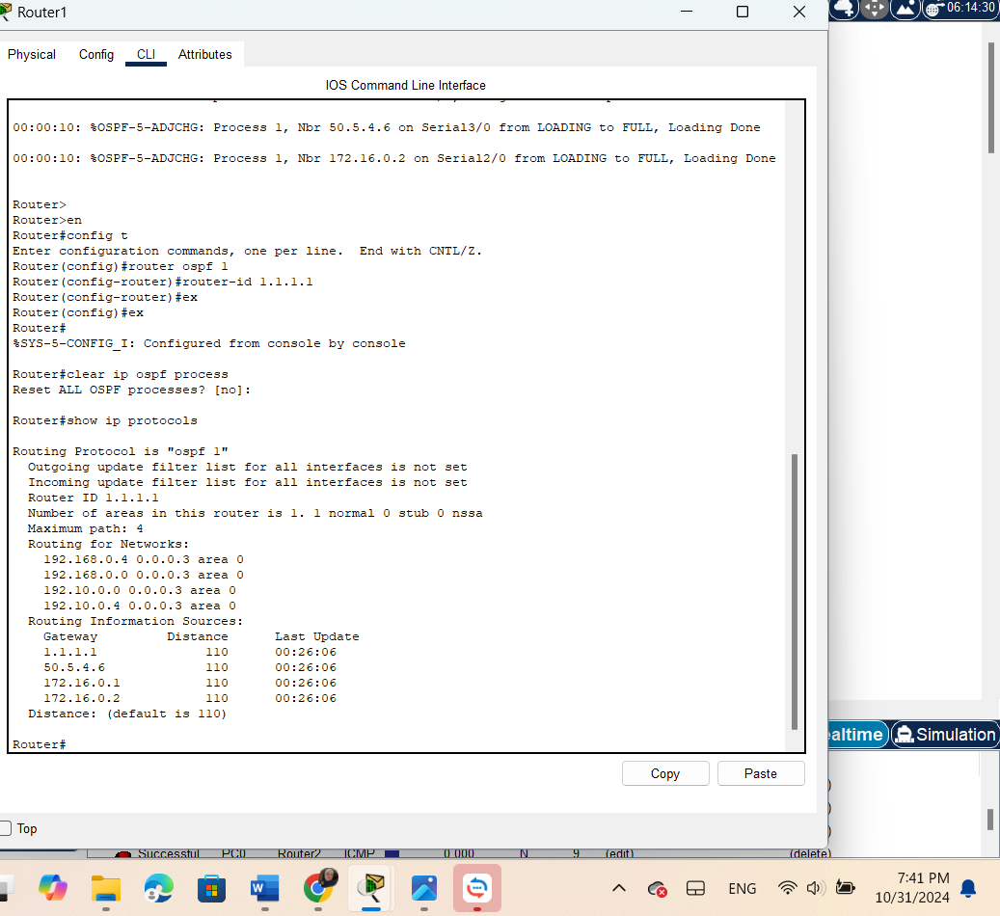 Router1
06:14:30
Physical Config CLI Attributes
IOS Command Line Interface
00:00:10: %OSPF-5-ADJCHG: Process 1, Nbr 50.5.4.6 on Serial3/0 from LOADING to FULL, Loading Done
00:00:10: %OSPF-5-ADJCHG: Process 1, Nbr 172.16.0.2 on Serial2/0 from LOADING to FULL, Loading Done
Router>
Router>en
Router#config t
Enter configuration commands, one per line.  End with CNTL/Z.
Router(config)#router ospf 1
Router(config-router)#router-id 1.1.1.1
Router(config-router)#ex
Router(config)#ex
Router#
%SYS-5-CONFIG_I: Configured from console by console
Router#clear ip ospf process
Reset ALL OSPF processes? [no]:
Router#show ip protocols
Routing Protocol is "ospf 1"
Outgoing update filter list for all interfaces is not set
Incoming update filter list for all interfaces is not set
Router ID 1.1.1.1
Number of areas in this router is 1. 1 normal 0 stub 0 nssa
Maximum path: 4
Routing for Networks:
192.168.0.4 0.0.0.3 area 0
192.168.0.0 0.0.0.3 area 0
192.10.0.0 0.0.0.3 area 0
192.10.0.4 0.0.0.3 area 0
Routing Information Sources:
Gateway Distance Last Update
1.1.1.1 110 00:26:06
50.5.4.6 110 00:26:06
172.16.0.1 110 00:26:06
172.16.0.2 110 00:26:06
Distance: (default is 110)
Router#
ealtime Simulation
Copy Paste
Top
Successful PC0 Router2 ICMP 0.000 N 9 (edit) (delete)
W
ENG
7:41 PM
10/31/2024